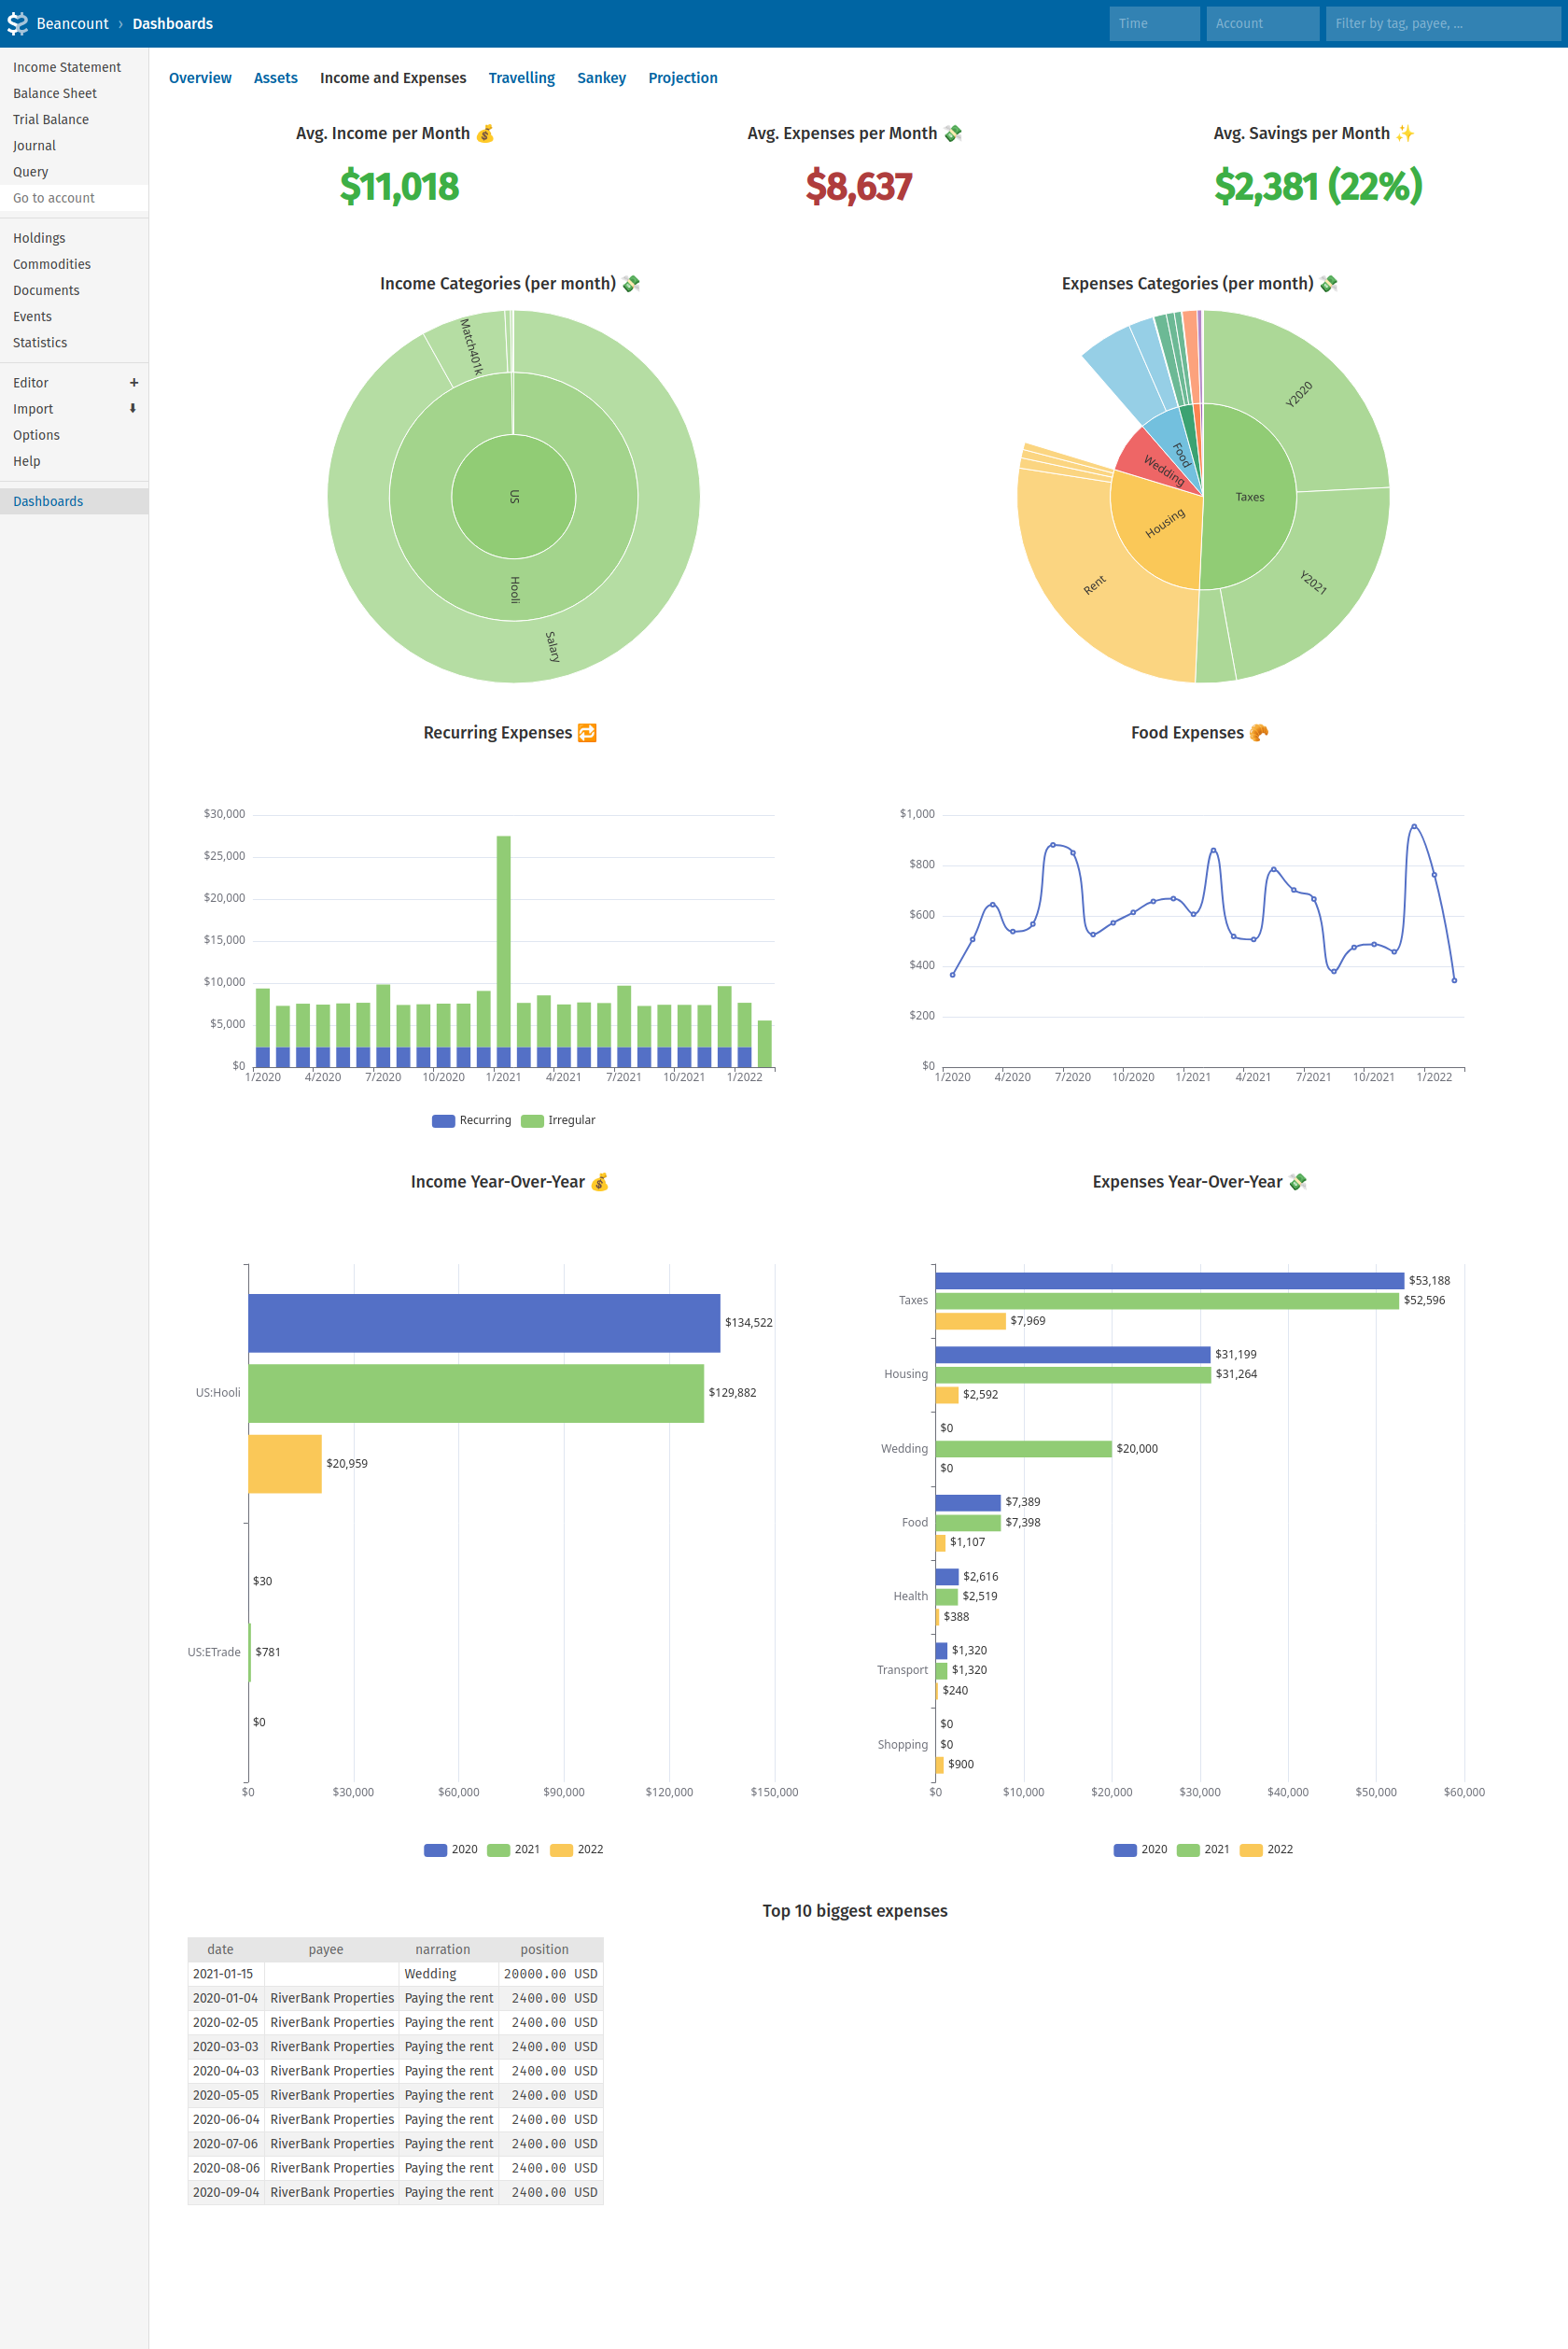 Beancount › Dashboards
Time
Account
Filter by tag, payee, ...
Income Statement
Balance Sheet
Trial Balance
Journal
Query
Go to account
Holdings
Commodities
Documents
Events
Statistics
Editor +
Import
Options
Help
Dashboards
Overview Assets Income and Expenses Travelling Sankey Projection
Avg. Income per Month 💰
$11,018
Avg. Expenses per Month 💸
$8,637
Avg. Savings per Month ✨
$2,381 (22%)
Income Categories (per month) 💸
Match401k
US
Hooli
Salary
Expenses Categories (per month) 💸
Y2020
Food
Wedding
Taxes
Housing
Rent
Y2021
Recurring Expenses 🔁
$30,000
$25,000
$20,000
$15,000
$10,000
$5,000
$0
1/2020 4/2020 7/2020 10/2020 1/2021 4/2021 7/2021 10/2021 1/2022
Recurring Irregular
Food Expenses 🥐
$1,000
$800
$600
$400
$200
$0
1/2020 4/2020 7/2020 10/2020 1/2021 4/2021 7/2021 10/2021 1/2022
Income Year-Over-Year 💰
$134,522
US:Hooli $129,882
$20,959
$30
US:ETrade $781
$0
$0 $30,000 $60,000 $90,000 $120,000 $150,000
2020 2021 2022
Expenses Year-Over-Year 💸
$53,188
Taxes $52,596
$7,969
$31,199
Housing $31,264
$2,592
$0
Wedding $20,000
$0
$7,389
Food $7,398
$1,107
$2,616
Health $2,519
$388
$1,320
Transport $1,320
$240
$0
Shopping $0
$900
$0 $10,000 $20,000 $30,000 $40,000 $50,000 $60,000
2020 2021 2022
Top 10 biggest expenses
date payee narration position
2021-01-15 Wedding 20000.00 USD
2020-01-04 RiverBank Properties Paying the rent 2400.00 USD
2020-02-05 RiverBank Properties Paying the rent 2400.00 USD
2020-03-03 RiverBank Properties Paying the rent 2400.00 USD
2020-04-03 RiverBank Properties Paying the rent 2400.00 USD
2020-05-05 RiverBank Properties Paying the rent 2400.00 USD
2020-06-04 RiverBank Properties Paying the rent 2400.00 USD
2020-07-06 RiverBank Properties Paying the rent 2400.00 USD
2020-08-06 RiverBank Properties Paying the rent 2400.00 USD
2020-09-04 RiverBank Properties Paying the rent 2400.00 USD